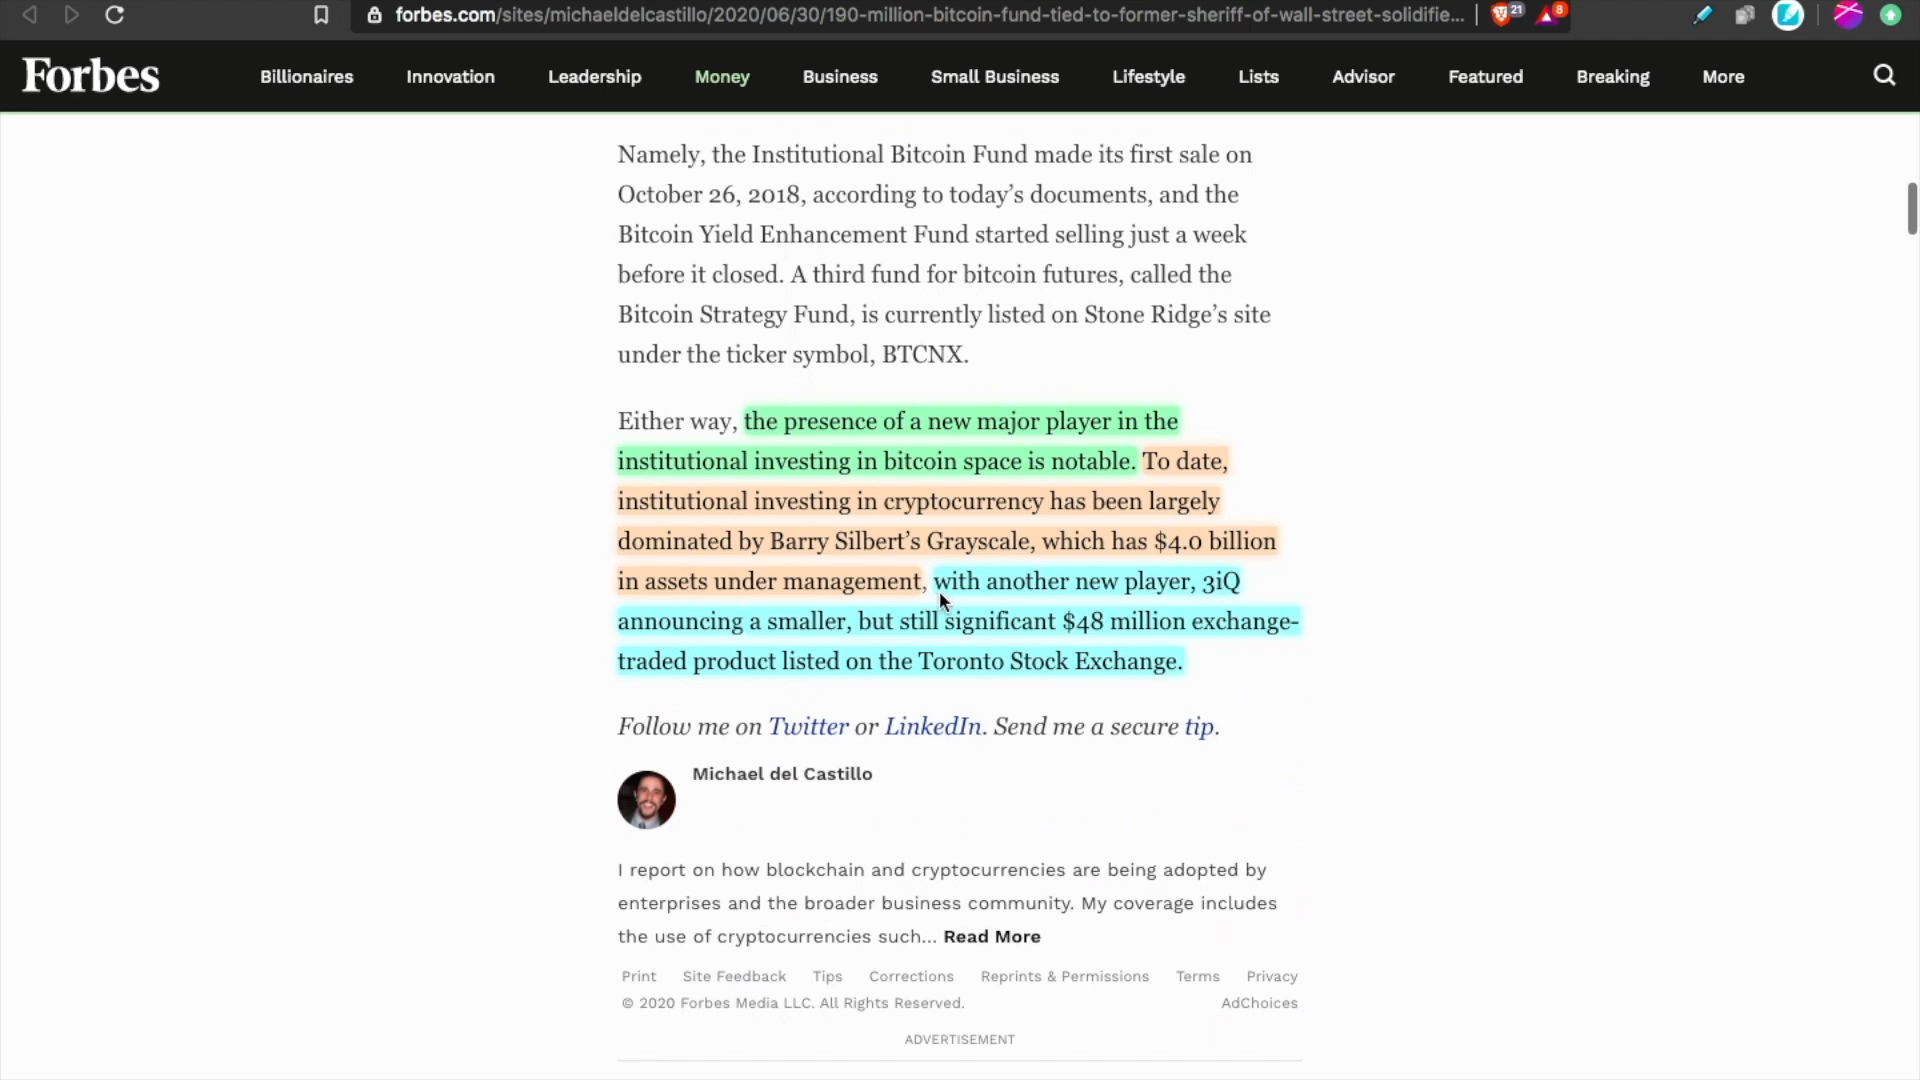 forbes.com/sites/michaeldelcastillo/2020/06/30/190-million-bitcoin-fund-tied-to-former-sheriff-of-wall-street-solidifie...
21
8
Forbes
Billionaires
Innovation
Leadership
Money
Business
Small Business
Lifestyle
Lists
Advisor
Featured
Breaking
More
Namely, the Institutional Bitcoin Fund made its first sale on
October 26, 2018, according to today’s documents, and the
Bitcoin Yield Enhancement Fund started selling just a week
before it closed. A third fund for bitcoin futures, called the
Bitcoin Strategy Fund, is currently listed on Stone Ridge’s site
under the ticker symbol, BTCNX.
Either way, the presence of a new major player in the
institutional investing in bitcoin space is notable. To date,
institutional investing in cryptocurrency has been largely
dominated by Barry Silbert’s Grayscale, which has $4.0 billion
in assets under management, with another new player, 3iQ
announcing a smaller, but still significant $48 million exchange-
traded product listed on the Toronto Stock Exchange.
Follow me on Twitter or LinkedIn. Send me a secure tip.
Michael del Castillo
I report on how blockchain and cryptocurrencies are being adopted by
enterprises and the broader business community. My coverage includes
the use of cryptocurrencies such... Read More
Print Site Feedback Tips Corrections Reprints & Permissions Terms Privacy
© 2020 Forbes Media LLC. All Rights Reserved. AdChoices
ADVERTISEMENT